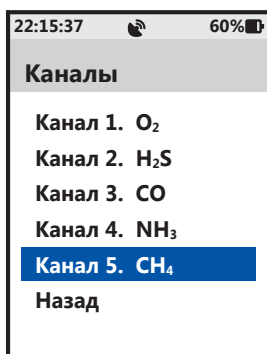 22:15:37 60%
Каналы
Канал 1. O₂
Канал 2. H₂S
Канал 3. CO
Канал 4. NH₃
Канал 5. CH₄
Назад